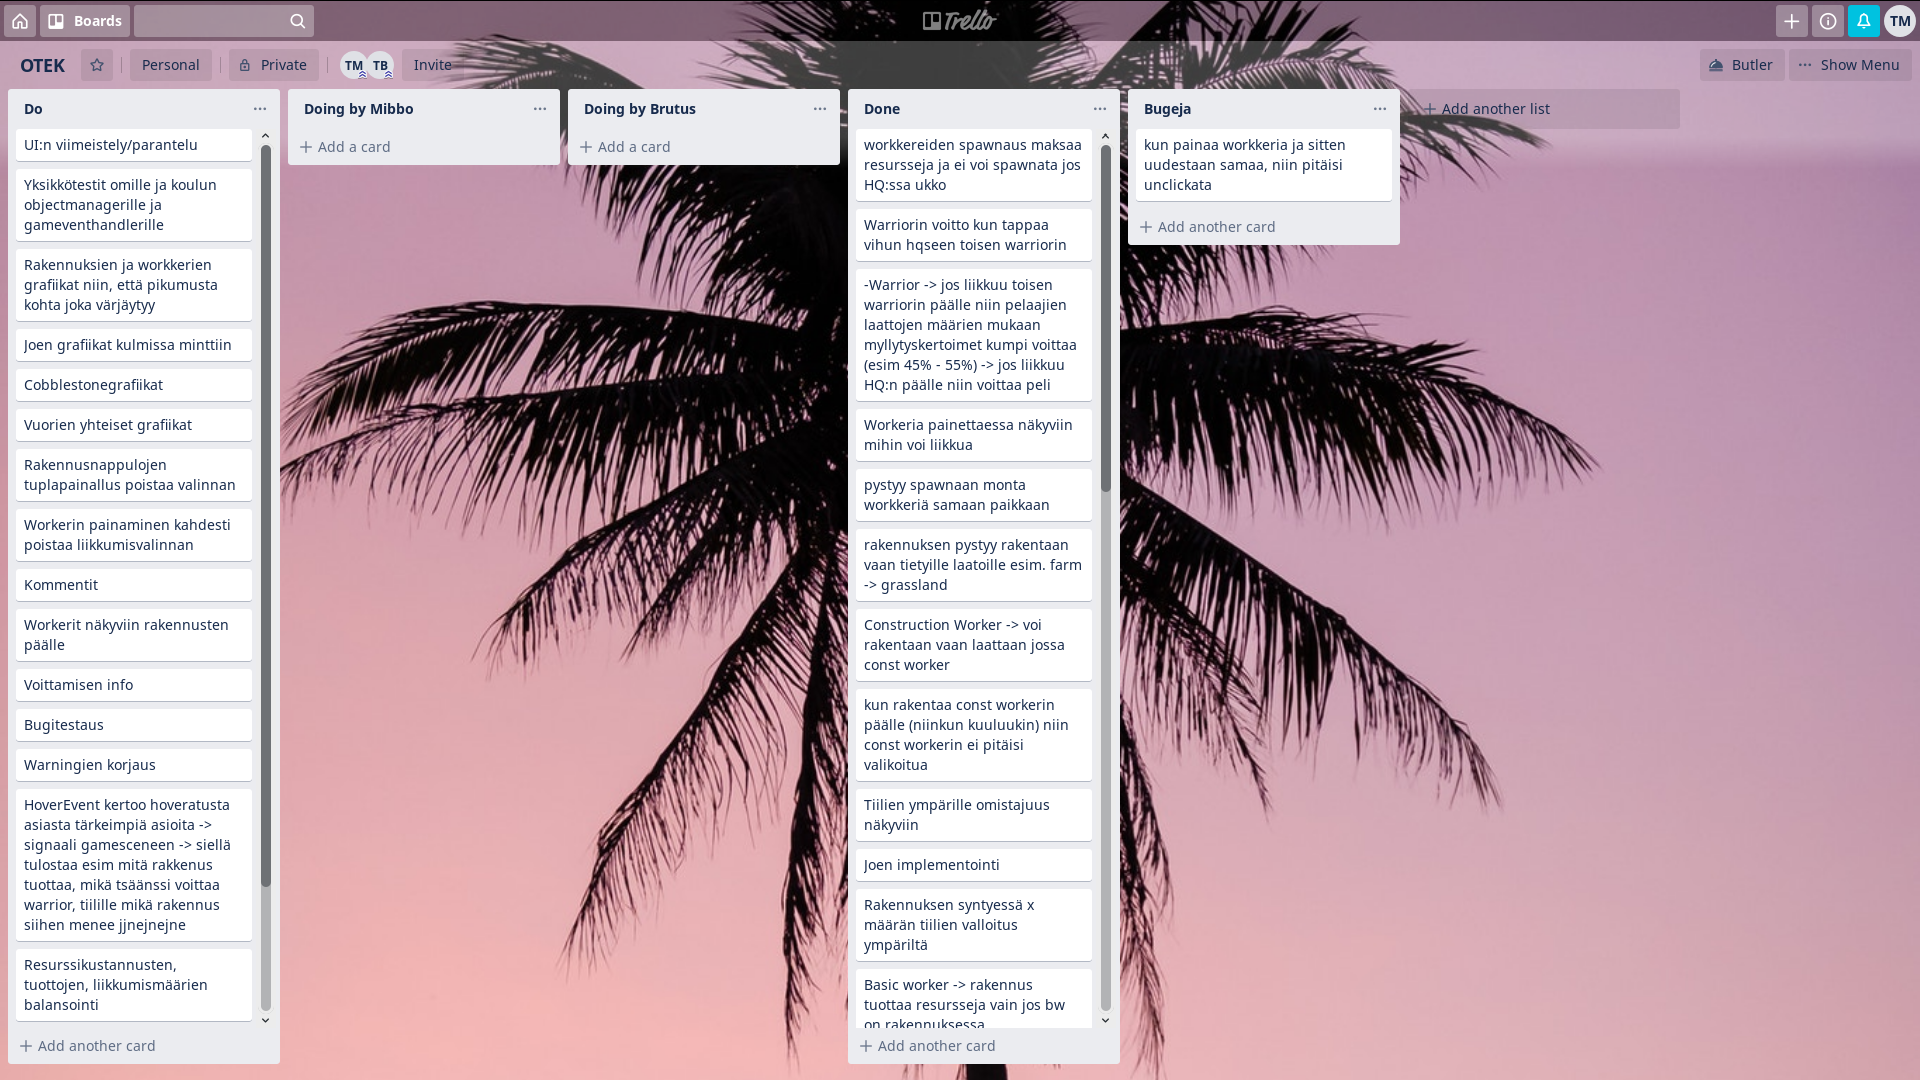 Boards
Trello
TM
OTEK
Personal
Private
TM
TB
Invite
Butler
Show Menu
Do
UI:n viimeistely/parantelu
Yksikkötestit omille ja koulun
objectmanagerille ja
gameventhandlerille
Rakennuksien ja workkerien
grafiikat niin, että pikumusta
kohta joka värjäytyy
Joen grafiikat kulmissa minttiin
Cobblestonegrafiikat
Vuorien yhteiset grafiikat
Rakennusnappulojen
tuplapainallus poistaa valinnan
Workerin painaminen kahdesti
poistaa liikkumisvalinnan
Kommentit
Workerit näkyviin rakennusten
päälle
Voittamisen info
Bugitestaus
Warningien korjaus
HoverEvent kertoo hoveratusta
asiasta tärkeimpiä asioita ->
signaali gamesceneen -> siellä
tulostaa esim mitä rakkenus
tuottaa, mikä tsäänssi voittaa
warrior, tiilille mikä rakennus
siihen menee jjnejnejne
Resurssikustannusten,
tuottojen, liikkumismäärien
balansointi
Add another card
Doing by Mibbo
Add a card
Doing by Brutus
Add a card
Done
workkereiden spawnaus maksaa
resursseja ja ei voi spawnata jos
HQ:ssa ukko
Warriorin voitto kun tappaa
vihun hqseen toisen warriorin
-Warrior -> jos liikkuu toisen
warriorin päälle niin pelaajien
laattojen määrien mukaan
myllytyskertoimet kumpi voittaa
(esim 45% - 55%) -> jos liikkuu
HQ:n päälle niin voittaa peli
Workeria painettaessa näkyviin
mihin voi liikkua
pystyy spawnaan monta
workkeriä samaan paikkaan
rakennuksen pystyy rakentaan
vaan tietyille laatoille esim. farm
-> grassland
Construction Worker -> voi
rakentaan vaan laattaan jossa
const worker
kun rakentaa const workerin
päälle (niinkun kuuluukin) niin
const workerin ei pitäisi
valikoitua
Tiilien ympärille omistajuus
näkyviin
Joen implementointi
Rakennuksen syntyessä x
määrän tiilien valloitus
ympäriltä
Basic worker -> rakennus
tuottaa resursseja vain jos bw
on rakennuksessa
Add another card
Bugeja
kun painaa workkeria ja sitten
uudestaan samaa, niin pitäisi
unclickata
Add another card
Add another list